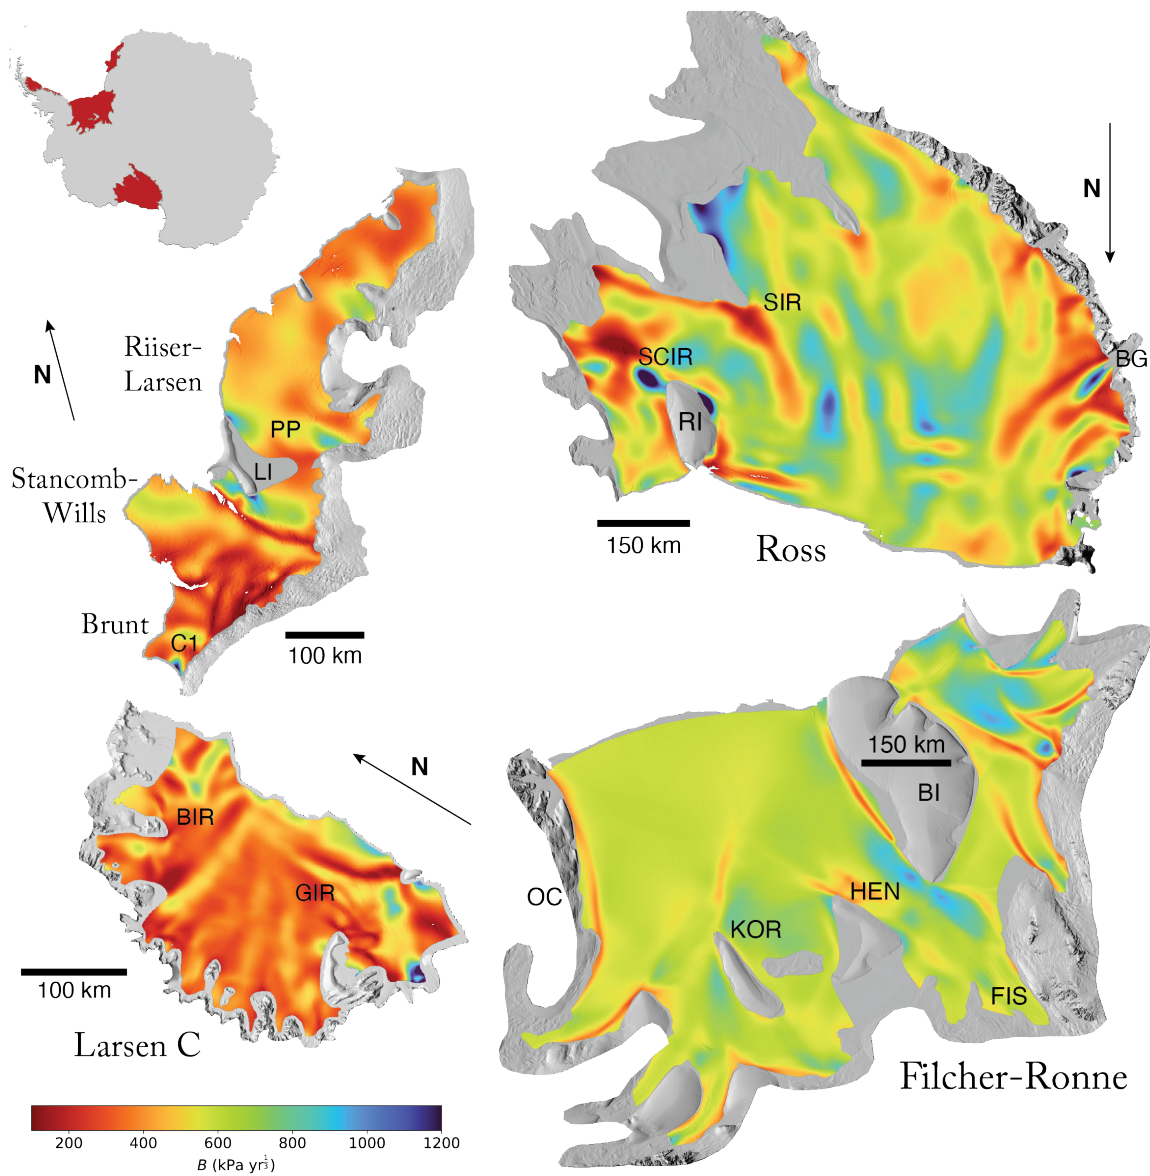 N
SIR
SCIR
BG
RI
150 km
Ross
Riiser-
Larsen
N
PP
LI
Stancomb-
Wills
Brunt
C1
100 km
N
BIR
GIR
100 km
Larsen C
150 km
BI
OC
HEN
KOR
FIS
Filcher-Ronne
200 400 600 800 1000 1200
B (kPa yr^{1/3})